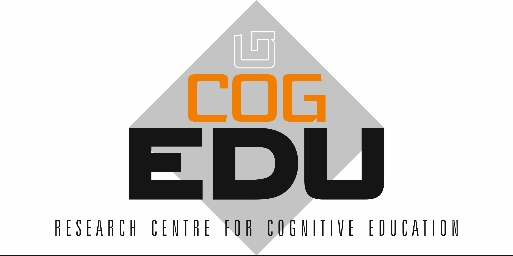 COG
EDU
RESEARCH CENTRE FOR COGNITIVE EDUCATION